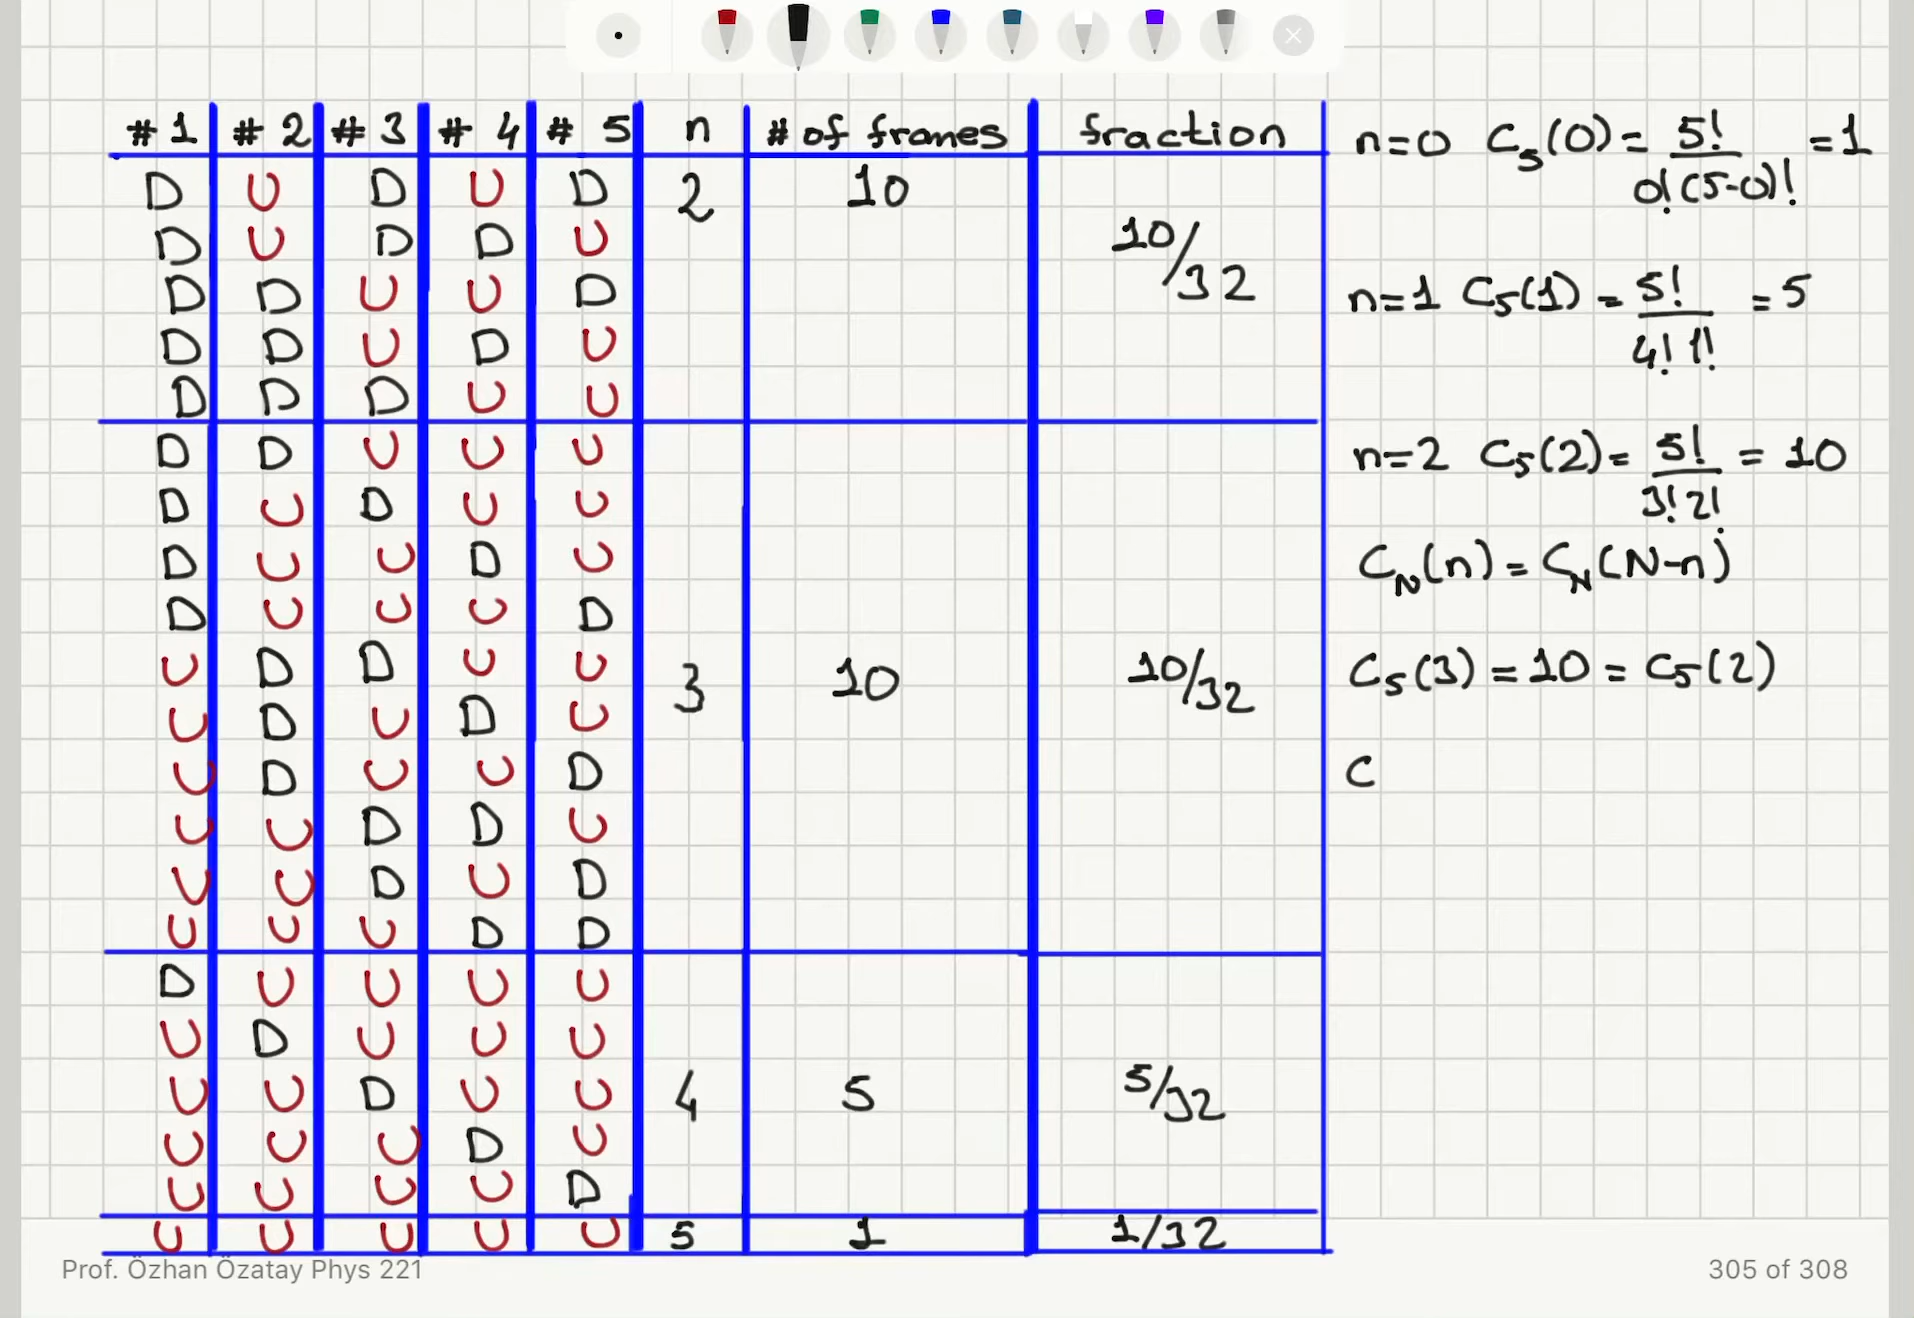 # 1 # 2 # 3 # 4 # 5 n # of frames fraction
D U D U D 2 10
D U D D U 10/32
D D U U D
D D U D U
D D D U U
D D U U U
D U D U U
D U U D U
D U U U D
U D D U U 3 10 10/32
U D U D U
U D U U D
U U D D U
U U D U D
U U U D D
D U U U U
U D U U U
U U D U U 4 5 5/32
U U U D U
U U U U D
U U U U U 5 1 1/32
n=0 C₅(0) = 5! / 0!(5-0)! = 1
n=1 C₅(1) = 5! / 4! 1! = 5
n=2 C₅(2) = 5! / 3! 2! = 10
C_N(n) = C_N(N-n)
C₅(3) = 10 = C₅(2)
C
Prof. Özhan Özatay Phys 221
305 of 308